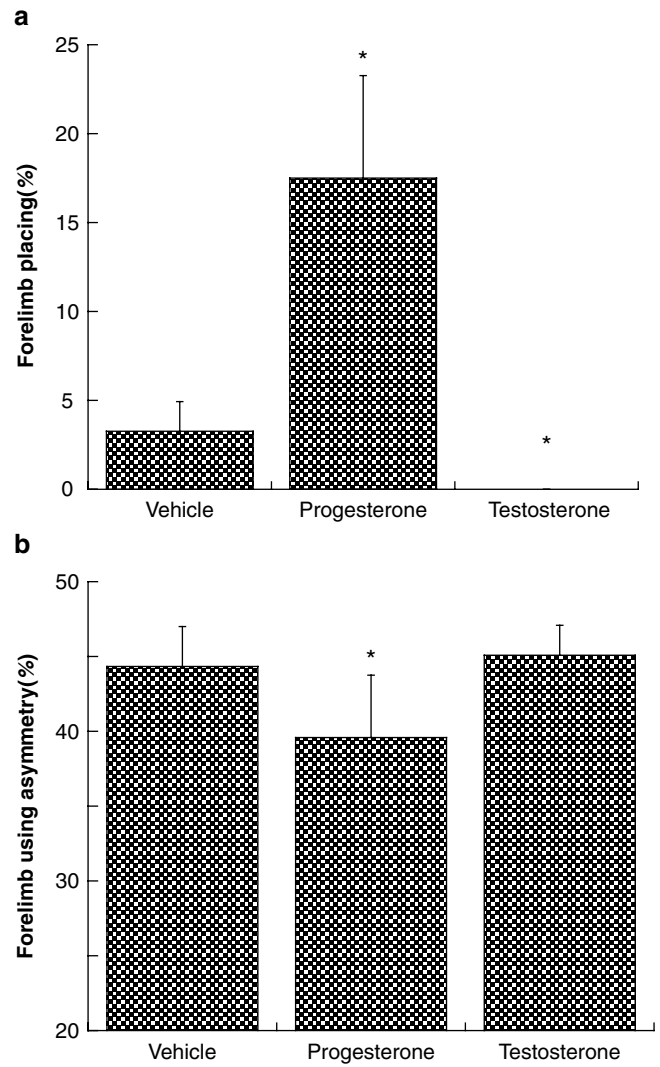 a
25
*
20
15
Forelimb placing(%)
10
5
*
0
Vehicle Progesterone Testosterone
b
50
*
40
Forelimb using asymmetry(%)
30
20
Vehicle Progesterone Testosterone